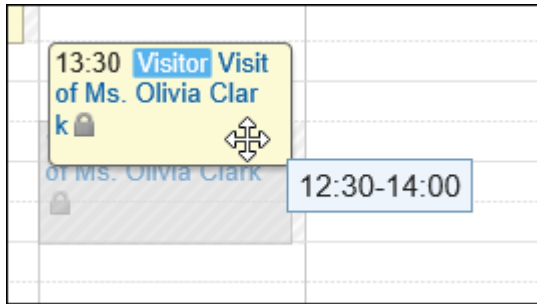 13:30 Visitor Visit
of Ms. Olivia Clar
k
of Ms. Olivia Clark
12:30-14:00